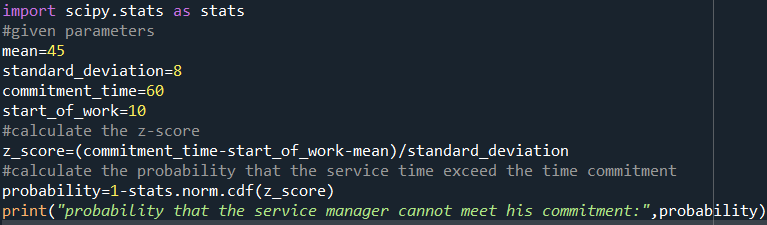 import scipy.stats as stats
#given parameters
mean=45
standard_deviation=8
commitment_time=60
start_of_work=10
#calculate the z-score
z_score=(commitment_time-start_of_work-mean)/standard_deviation
#calculate the probability that the service time exceed the time commitment
probability=1-stats.norm.cdf(z_score)
print("probability that the service manager cannot meet his commitment:",probability)